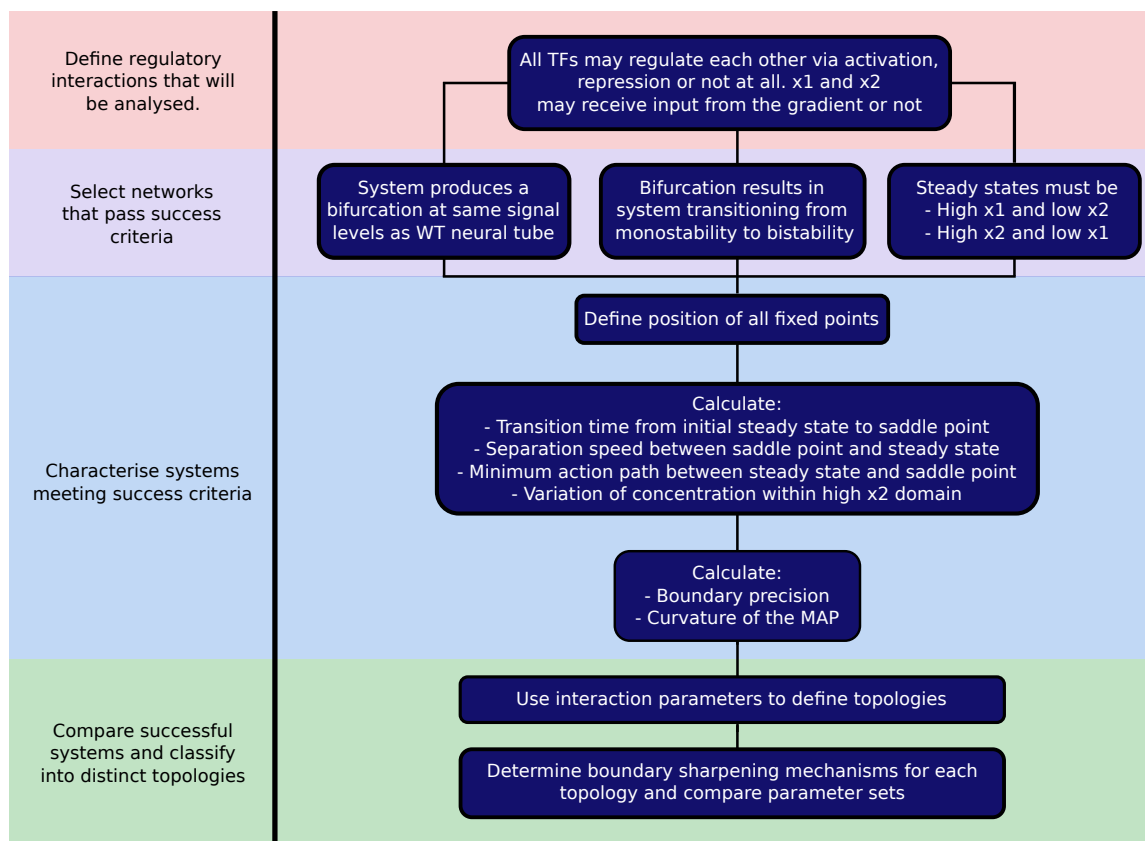 Define regulatory
interactions that will
be analysed.
All TFs may regulate each other via activation,
repression or not at all. x1 and x2
may receive input from the gradient or not
Select networks
that pass success
criteria
System produces a
bifurcation at same signal
levels as WT neural tube
Bifurcation results in
system transitioning from
monostability to bistability
Steady states must be
- High x1 and low x2
- High x2 and low x1
Characterise systems
meeting success criteria
Define position of all fixed points
Calculate:
- Transition time from initial steady state to saddle point
- Separation speed between saddle point and steady state
- Minimum action path between steady state and saddle point
- Variation of concentration within high x2 domain
Calculate:
- Boundary precision
- Curvature of the MAP
Compare successful
systems and classify
into distinct topologies
Use interaction parameters to define topologies
Determine boundary sharpening mechanisms for each
topology and compare parameter sets